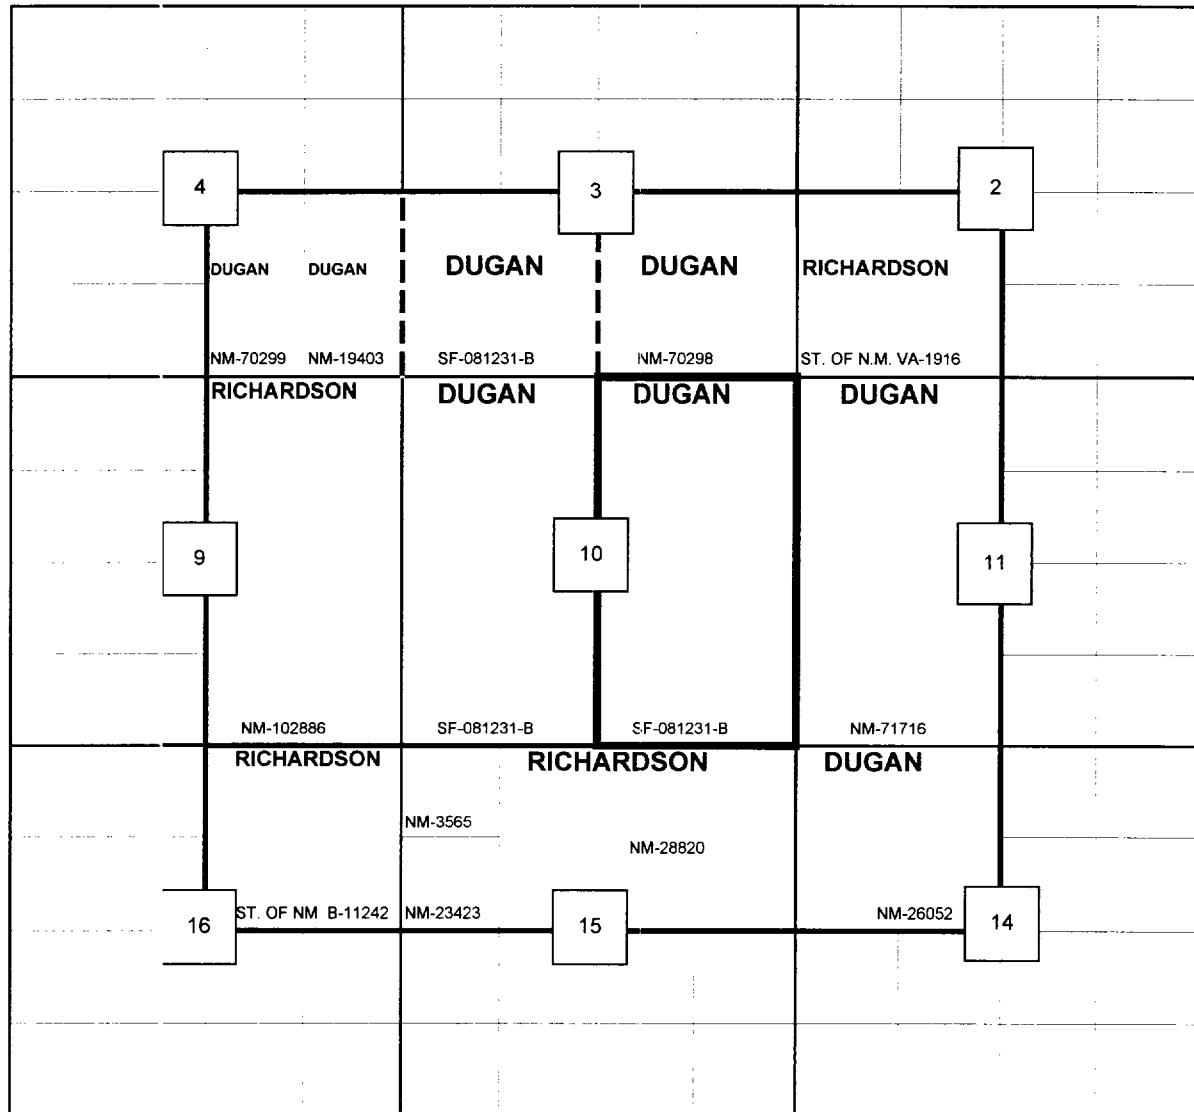 4
3
2
DUGAN DUGAN DUGAN DUGAN RICHARDSON
NM-70299 NM-19403 SF-081231-B NM-70298 ST. OF N.M. VA-1916
RICHARDSON DUGAN DUGAN DUGAN
9
10
11
NM-102886 SF-081231-B SF-081231-B NM-71716
RICHARDSON RICHARDSON DUGAN
NM-3565
NM-28820
ST. OF NM B-11242 NM-23423 NM-26052
16
15
14